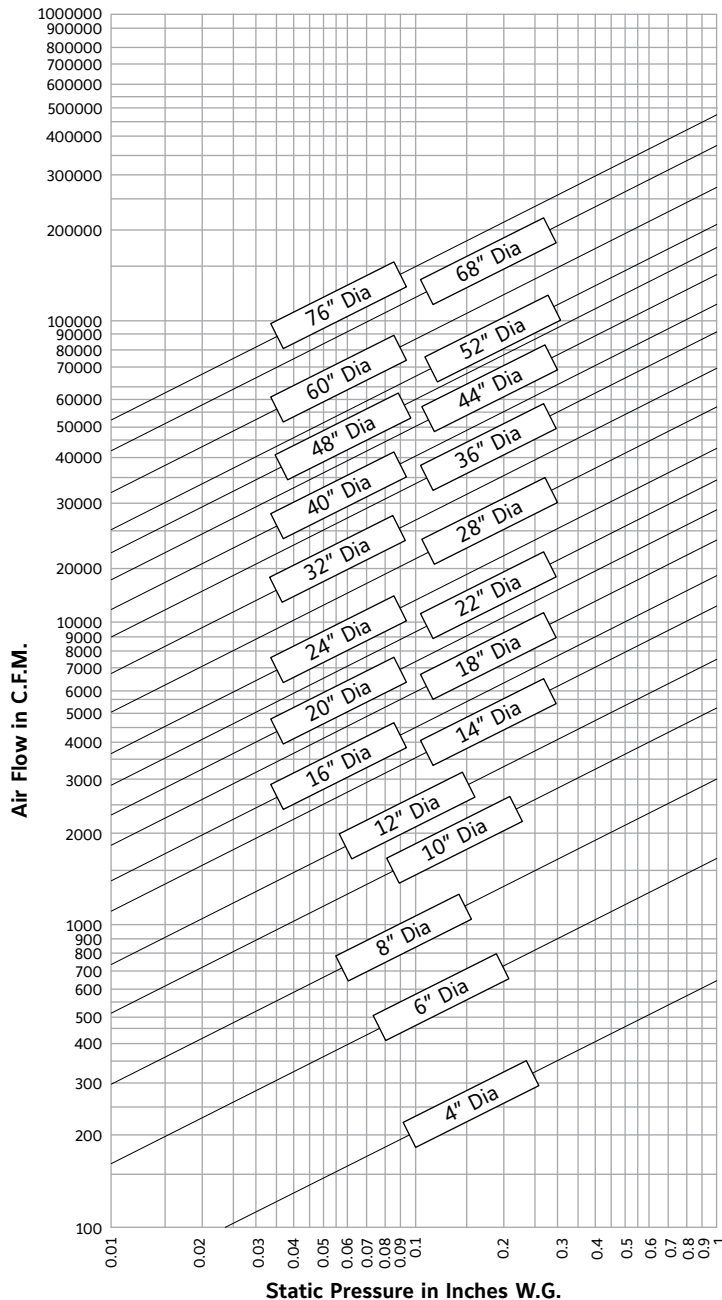 1000000
900000
800000
700000
600000
500000
400000
300000
200000
100000
90000
80000
70000
60000
50000
40000
30000
20000
10000
9000
8000
7000
6000
5000
4000
3000
2000
1000
900
800
700
600
500
400
300
200
100
Air Flow in C.F.M.
76" Dia
68" Dia
60" Dia
52" Dia
48" Dia
44" Dia
40" Dia
36" Dia
32" Dia
28" Dia
24" Dia
22" Dia
20" Dia
18" Dia
16" Dia
14" Dia
12" Dia
10" Dia
8" Dia
6" Dia
4" Dia
0.01
0.02
0.03
0.04
0.05
0.06
0.07
0.08
0.09
0.1
0.2
0.3
0.4
0.5
0.6
0.7
0.8
0.9
1
Static Pressure in Inches W.G.